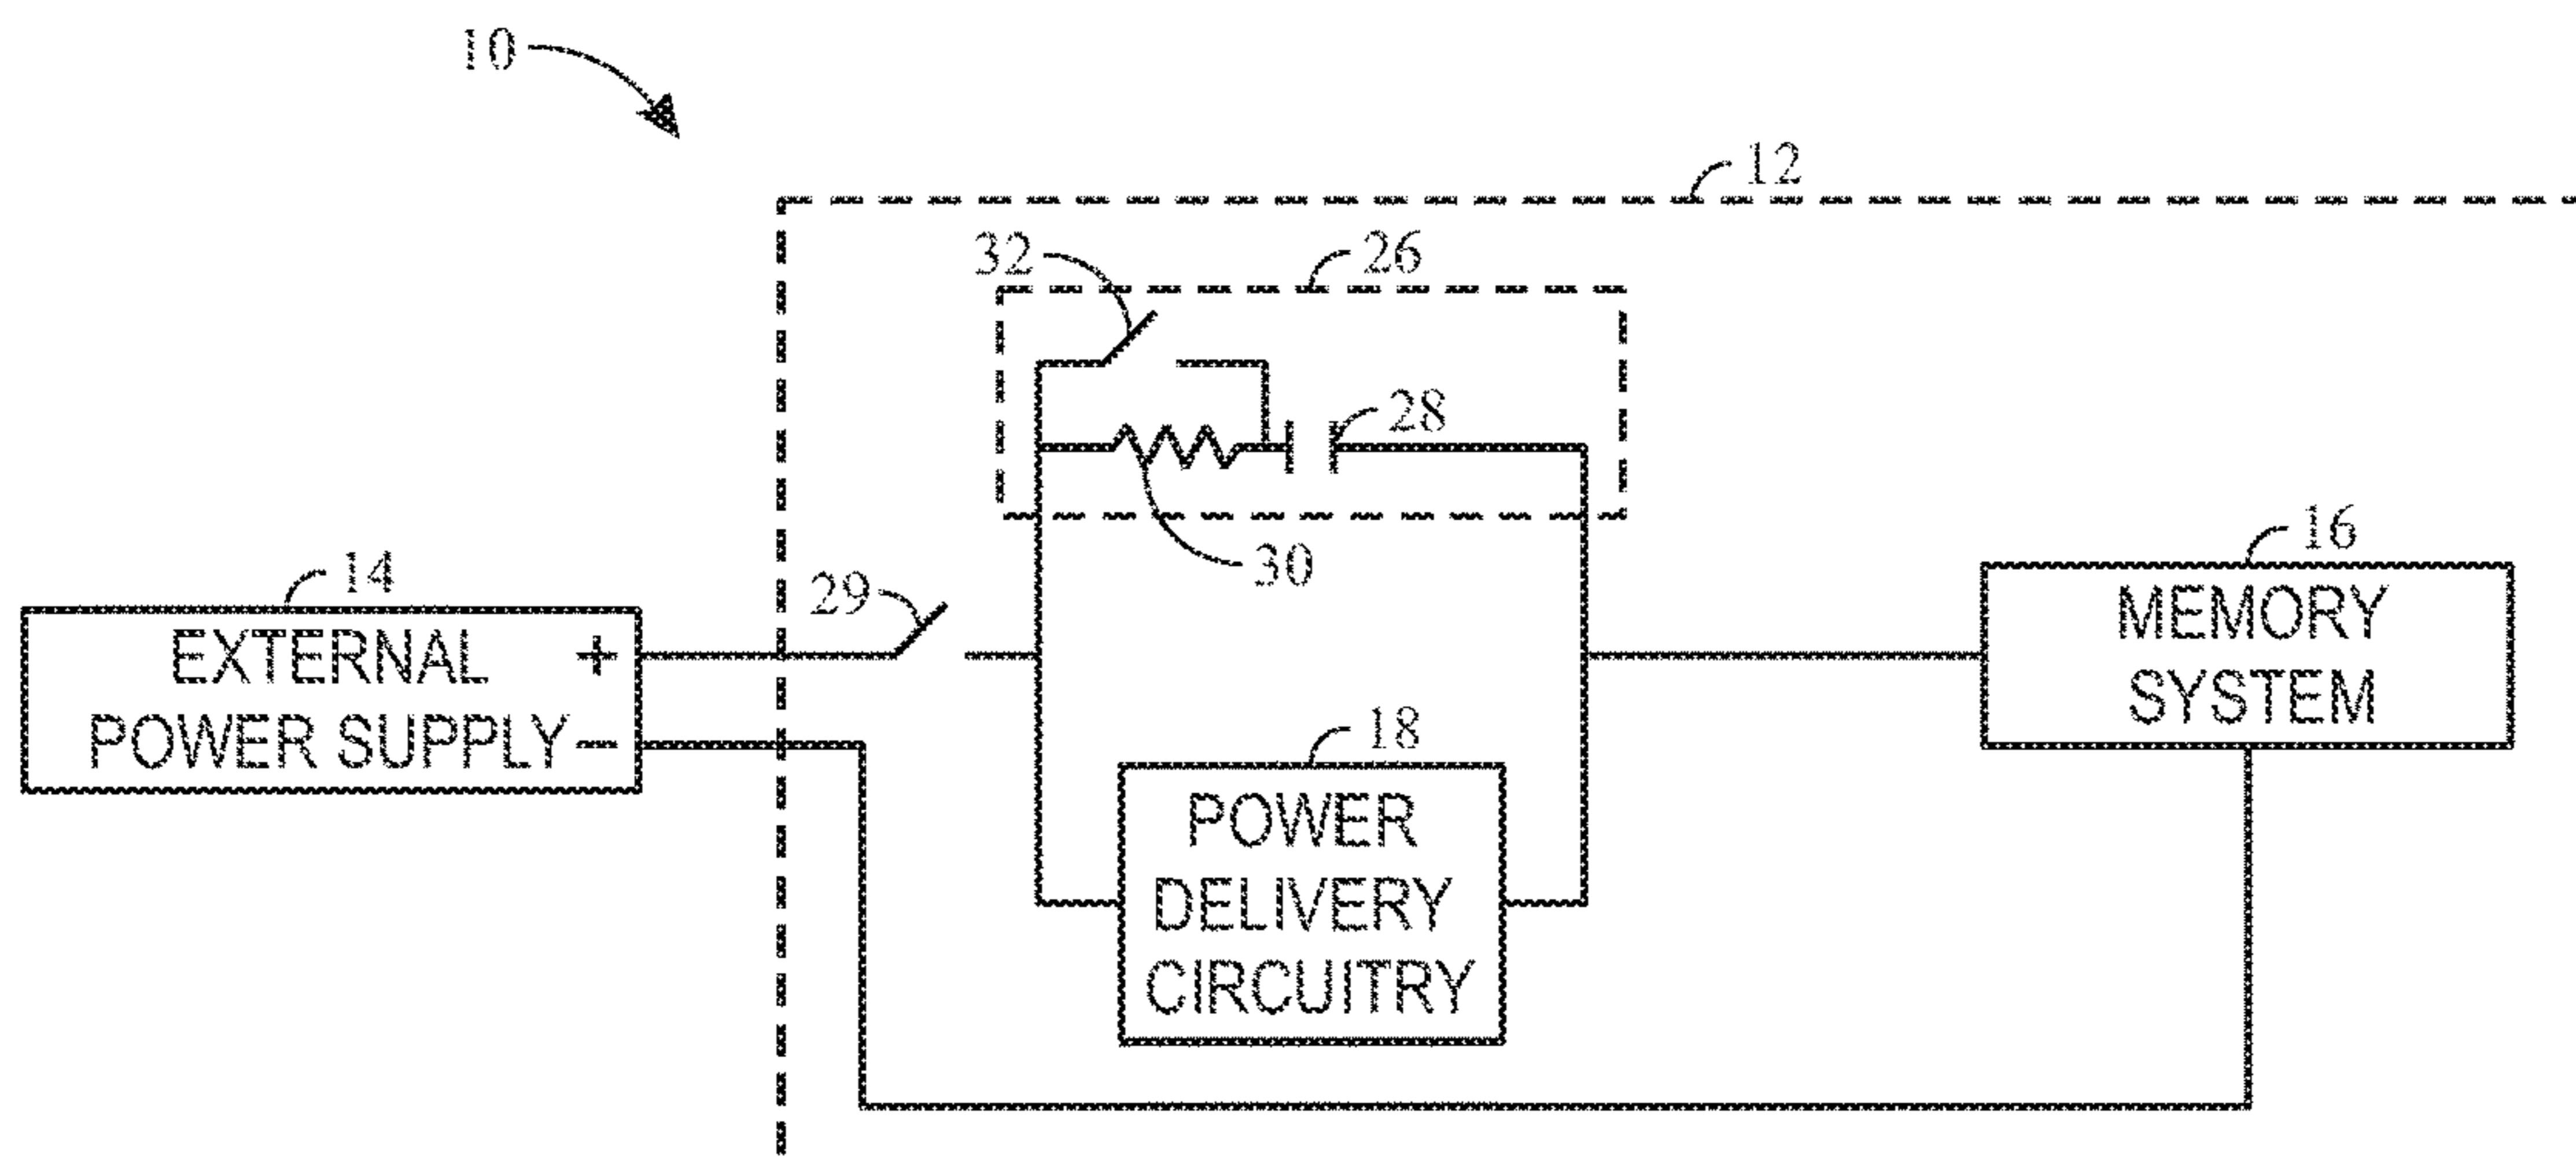 10
12
32
26
28
30
14
29
16
EXTERNAL +
POWER SUPPLY −
MEMORY
SYSTEM
18
POWER
DELIVERY
CIRCUITRY